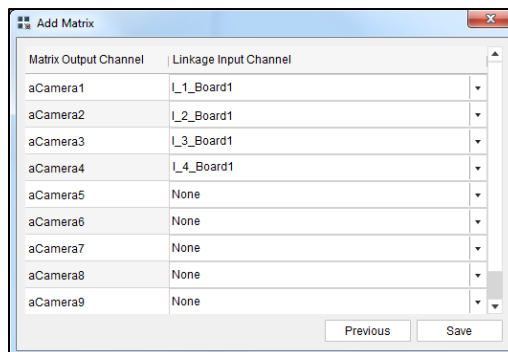 Add Matrix
Matrix Output Channel Linkage Input Channel
aCamera1 I_1_Board1
aCamera2 I_2_Board1
aCamera3 I_3_Board1
aCamera4 I_4_Board1
aCamera5 None
aCamera6 None
aCamera7 None
aCamera8 None
aCamera9 None
Previous Save